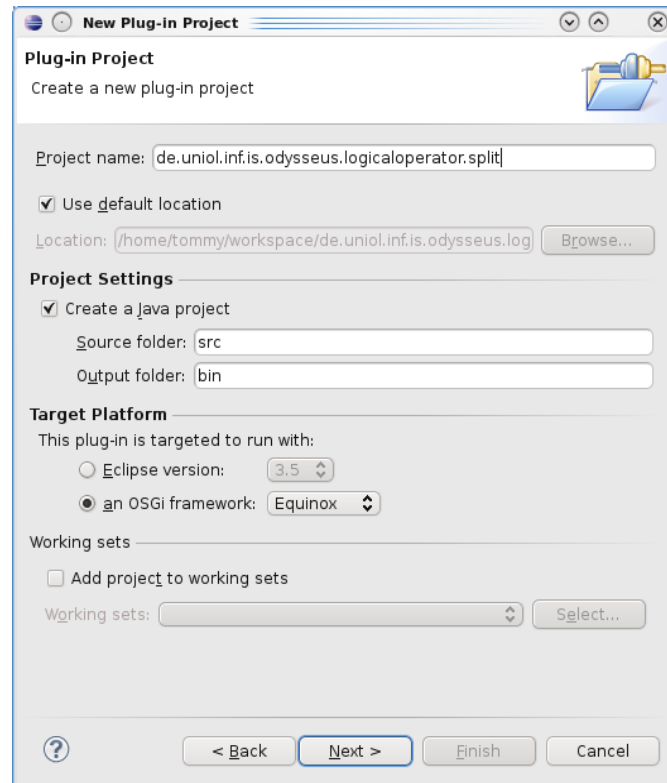 New Plug-in Project
Plug-in Project
Create a new plug-in project
Project name: de.uniol.inf.is.odysseus.logicaloperator.split
Use default location
Location: /home/tommy/workspace/de.uniol.inf.is.odysseus.log Browse...
Project Settings
Create a Java project
Source folder: src
Output folder: bin
Target Platform
This plug-in is targeted to run with:
Eclipse version: 3.5
an OSGi framework: Equinox
Working sets
Add project to working sets
Working sets: Select...
? < Back Next > Finish Cancel